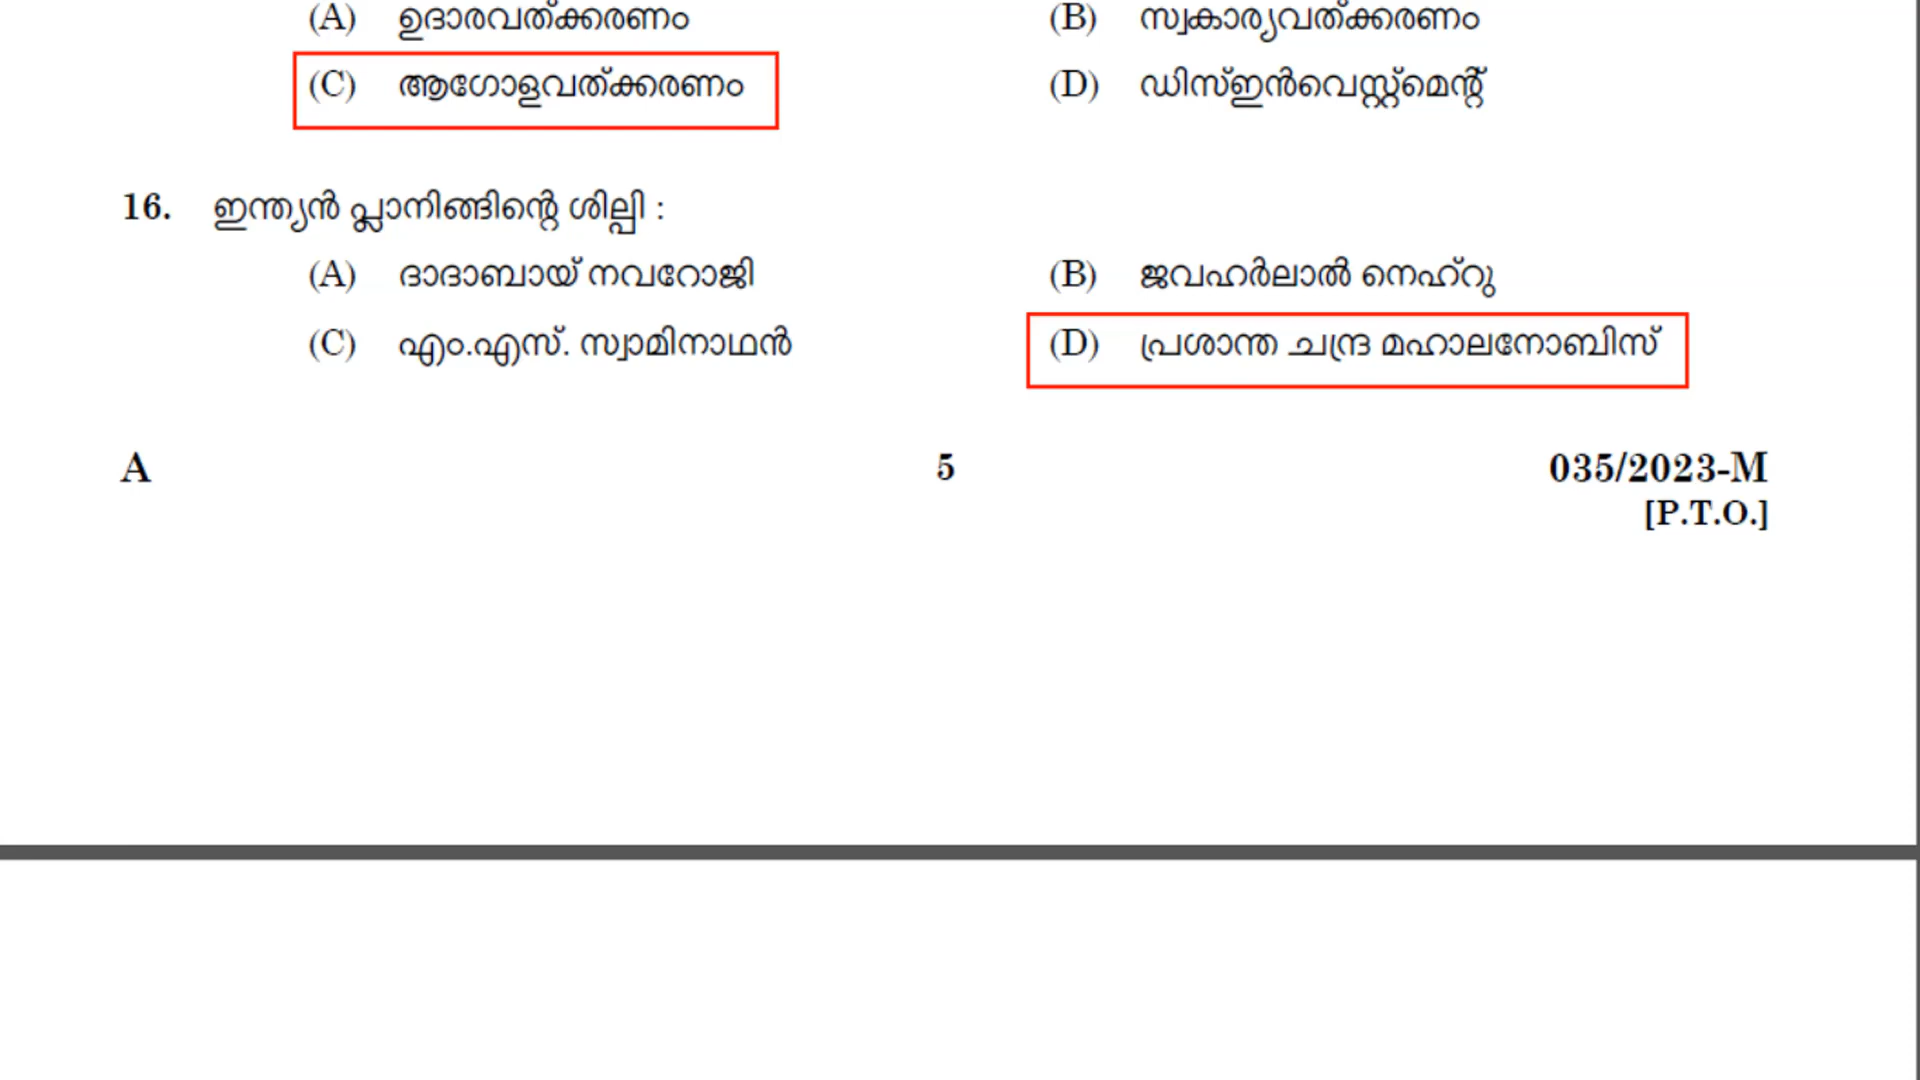 (A) ഉദാരവത്ക്കരണം (B) സ്വകാര്യവത്ക്കരണം
(C) ആഗോളവത്ക്കരണം (D) ഡിസ്ഇൻവെസ്റ്റ്മെന്റ്
16. ഇന്ത്യൻ പ്ലാനിങ്ങിന്റെ ശില്പി :
(A) ദാദാബായ് നവറോജി (B) ജവഹർലാൽ നെഹ്റു
(C) എം.എസ്. സ്വാമിനാഥൻ (D) പ്രശാന്ത ചന്ദ്ര മഹാലനോബിസ്
A 5 035/2023-M
[P.T.O.]